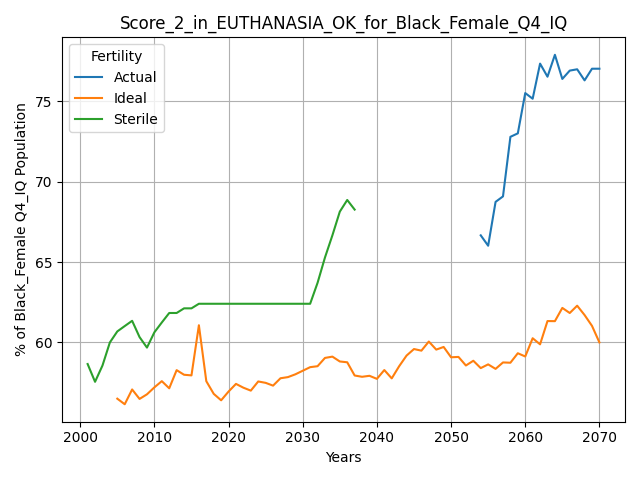 Score_2_in_EUTHANASIA_OK_for_Black_Female_Q4_IQ
Fertility
Actual
Ideal
Sterile
% of Black_Female Q4_IQ Population
75
70
65
60
2000 2010 2020 2030 2040 2050 2060 2070
Years